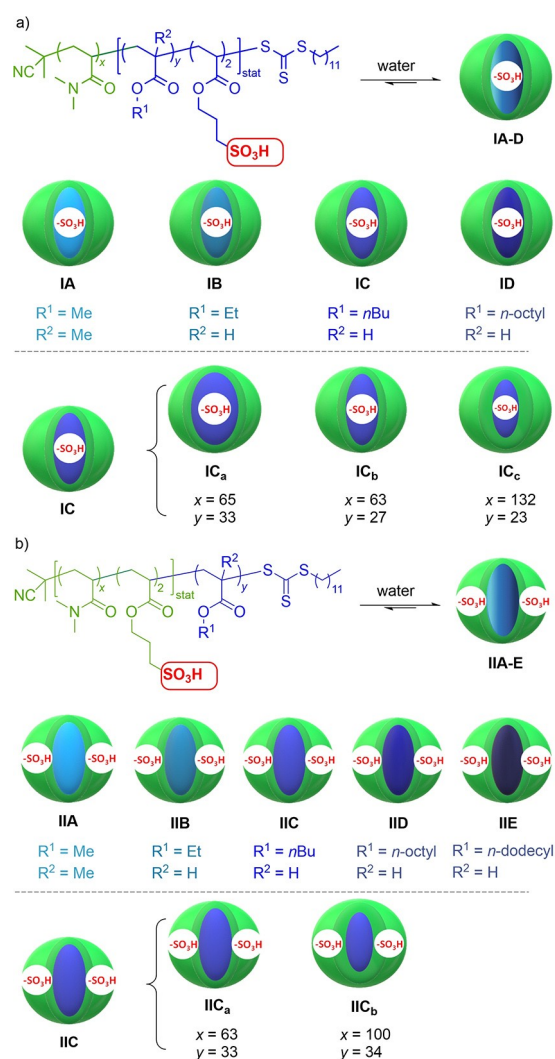 a)
NC
N
O
x
R²
O
O
R¹
y
O
O
2
stat
S
S
S
11
SO₃H
water
-SO₃H
IA-D
-SO₃H
-SO₃H
-SO₃H
-SO₃H
IA
IB
IC
ID
R¹ = Me
R¹ = Et
R¹ = nBu
R¹ = n-octyl
R² = Me
R² = H
R² = H
R² = H
-SO₃H
-SO₃H
-SO₃H
-SO₃H
IC
ICa
ICb
ICc
x = 65
x = 63
x = 132
y = 33
y = 27
y = 23
b)
NC
N
O
x
O
O
2
stat
R²
O
O
R¹
y
S
S
S
11
SO₃H
water
-SO₃H
-SO₃H
IIA-E
-SO₃H
-SO₃H
-SO₃H
-SO₃H
-SO₃H
-SO₃H
-SO₃H
-SO₃H
-SO₃H
-SO₃H
IIA
IIB
IIC
IID
IIE
R¹ = Me
R¹ = Et
R¹ = nBu
R¹ = n-octyl
R¹ = n-dodecyl
R² = Me
R² = H
R² = H
R² = H
R² = H
-SO₃H
-SO₃H
-SO₃H
-SO₃H
-SO₃H
-SO₃H
IIC
IICa
IICb
x = 63
x = 100
y = 33
y = 34